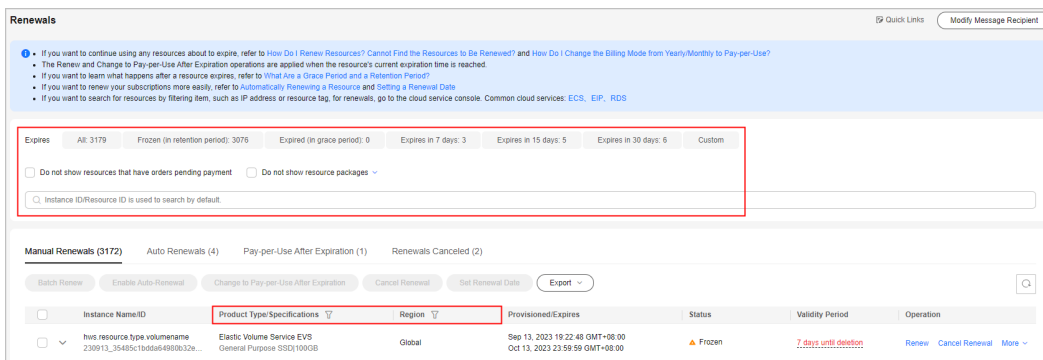 Renewals
Quick Links
Modify Message Recipient
If you want to continue using any resources about to expire, refer to How Do I Renew Resources? Cannot Find the Resources to Be Renewed? and How Do I Change the Billing Mode from Yearly/Monthly to Pay-per-Use?
The Renew and Change to Pay-per-Use After Expiration operations are applied when the resource's current expiration time is reached.
If you want to learn what happens after a resource expires, refer to What Are a Grace Period and a Retention Period?
If you want to renew your subscriptions more easily, refer to Automatically Renewing a Resource and Setting a Renewal Date
If you want to search for resources by filtering item, such as IP address or resource tag, for renewals, go to the cloud service console. Common cloud services: ECS, EIP, RDS
Expires All: 3179 Frozen (in retention period): 3076 Expired (in grace period): 0 Expires in 7 days: 3 Expires in 15 days: 5 Expires in 30 days: 6 Custom
Do not show resources that have orders pending payment Do not show resource packages
Instance ID/Resource ID is used to search by default.
Manual Renewals (3172) Auto Renewals (4) Pay-per-Use After Expiration (1) Renewals Canceled (2)
Batch Renew Enable Auto-Renewal Change to Pay-per-Use After Expiration Cancel Renewal Set Renewal Date Export
Instance Name/ID Product Type/Specifications Region Provisioned/Expires Status Validity Period Operation
hws.resource.type.volumename Elastic Volume Service EVS Global Sep 13, 2023 19:22:48 GMT+08:00 Frozen 7 days until deletion Renew Cancel Renewal More
230913_35485c1bdda64980b32e... General Purpose SSD|100GB Oct 13, 2023 23:59:59 GMT+08:00